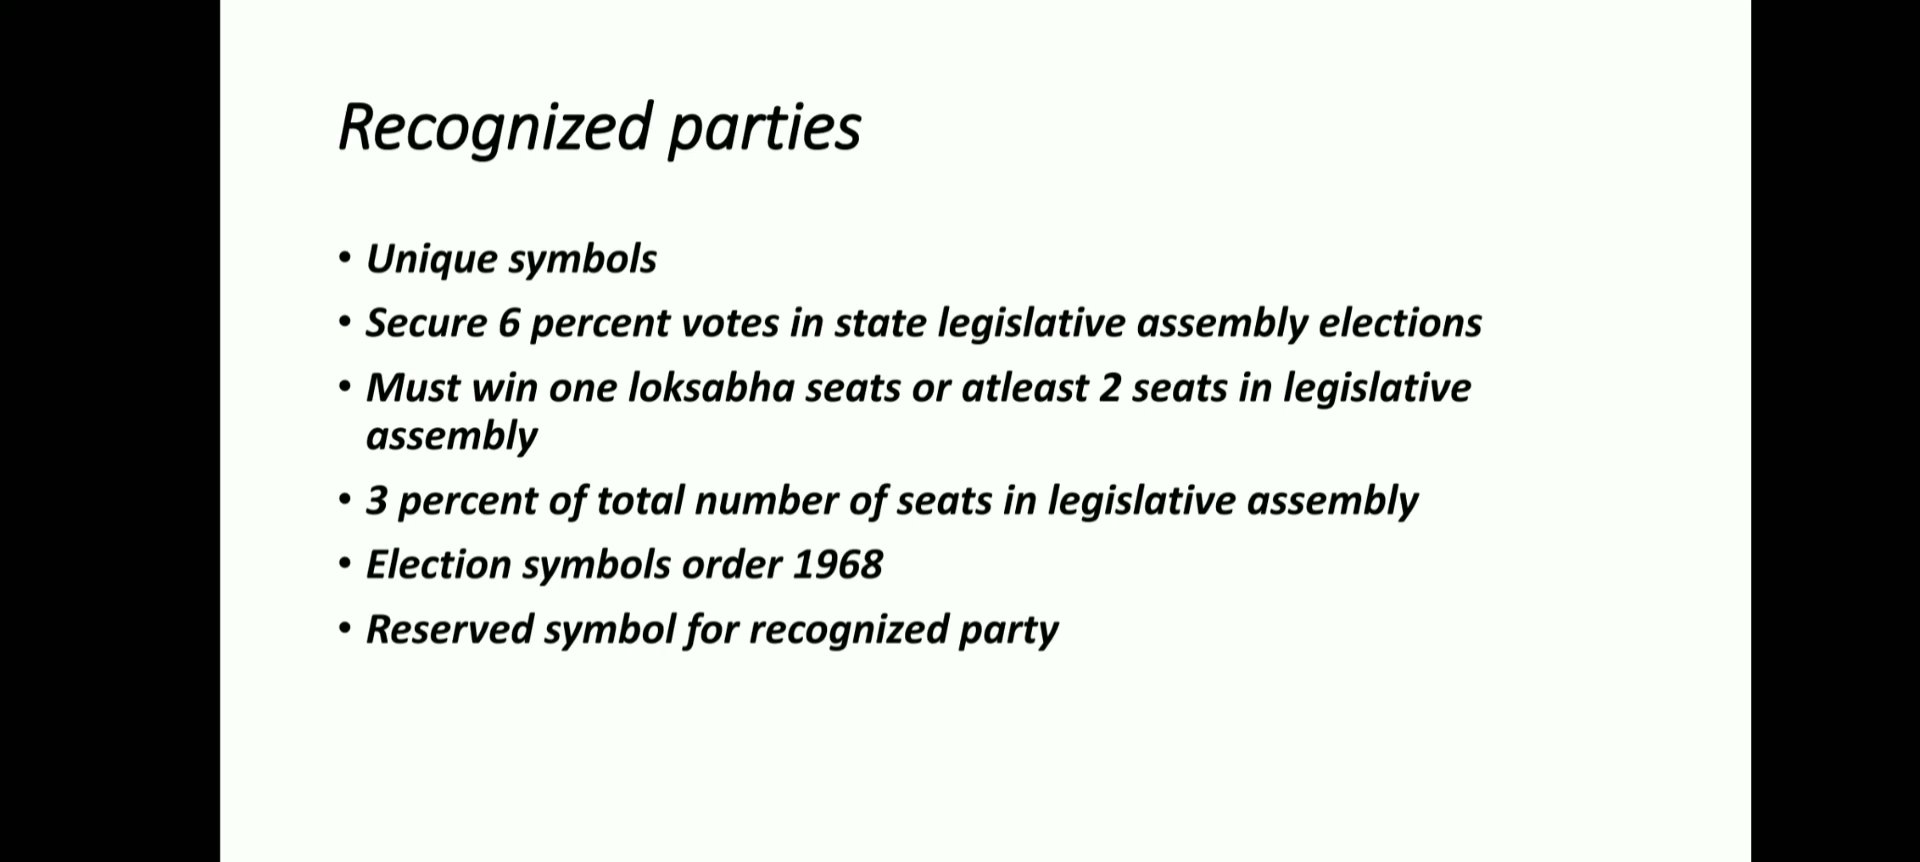 Recognized parties
• Unique symbols
• Secure 6 percent votes in state legislative assembly elections
• Must win one loksabha seats or atleast 2 seats in legislative
assembly
• 3 percent of total number of seats in legislative assembly
• Election symbols order 1968
• Reserved symbol for recognized party